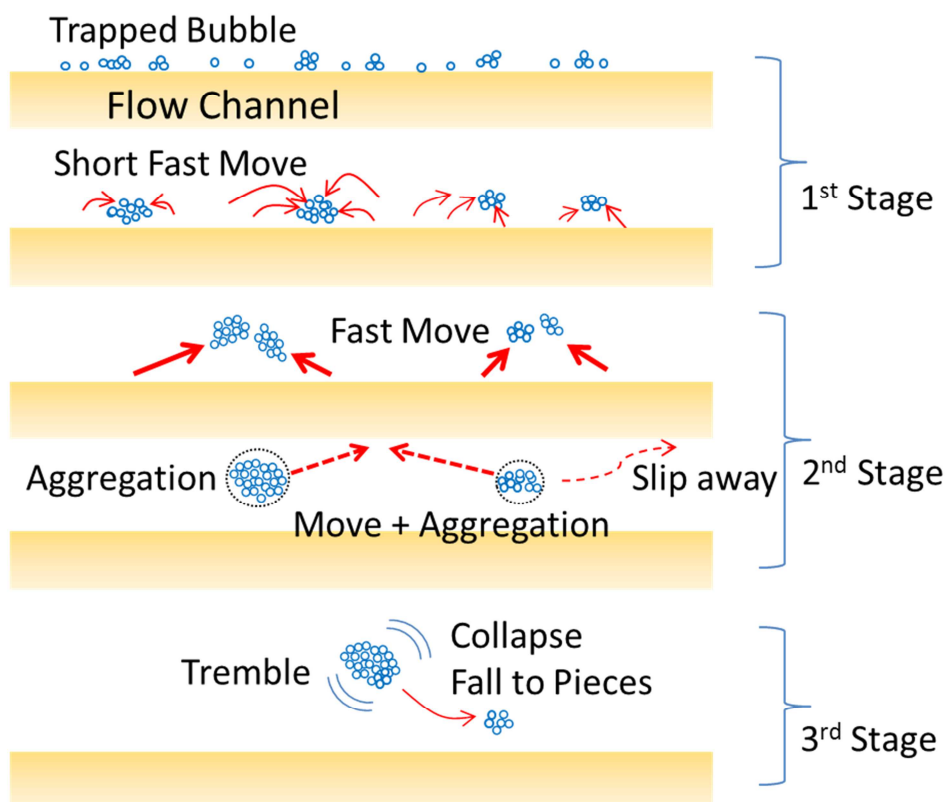 Trapped Bubble
Flow Channel
Short Fast Move
1st Stage
Fast Move
Aggregation
Slip away
2nd Stage
Move + Aggregation
Collapse
Tremble
Fall to Pieces
3rd Stage